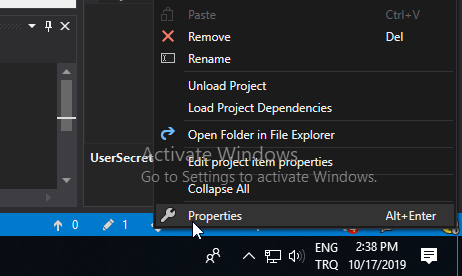 Paste Ctrl+V
Remove Del
Rename
Unload Project
Load Project Dependencies
Open Folder in File Explorer
UserSecret
Activate Windows
Edit project item properties
Go to Settings to activate Windows.
Collapse All
Properties Alt+Enter
0 1
ENG 2:38 PM
TRQ 10/17/2019